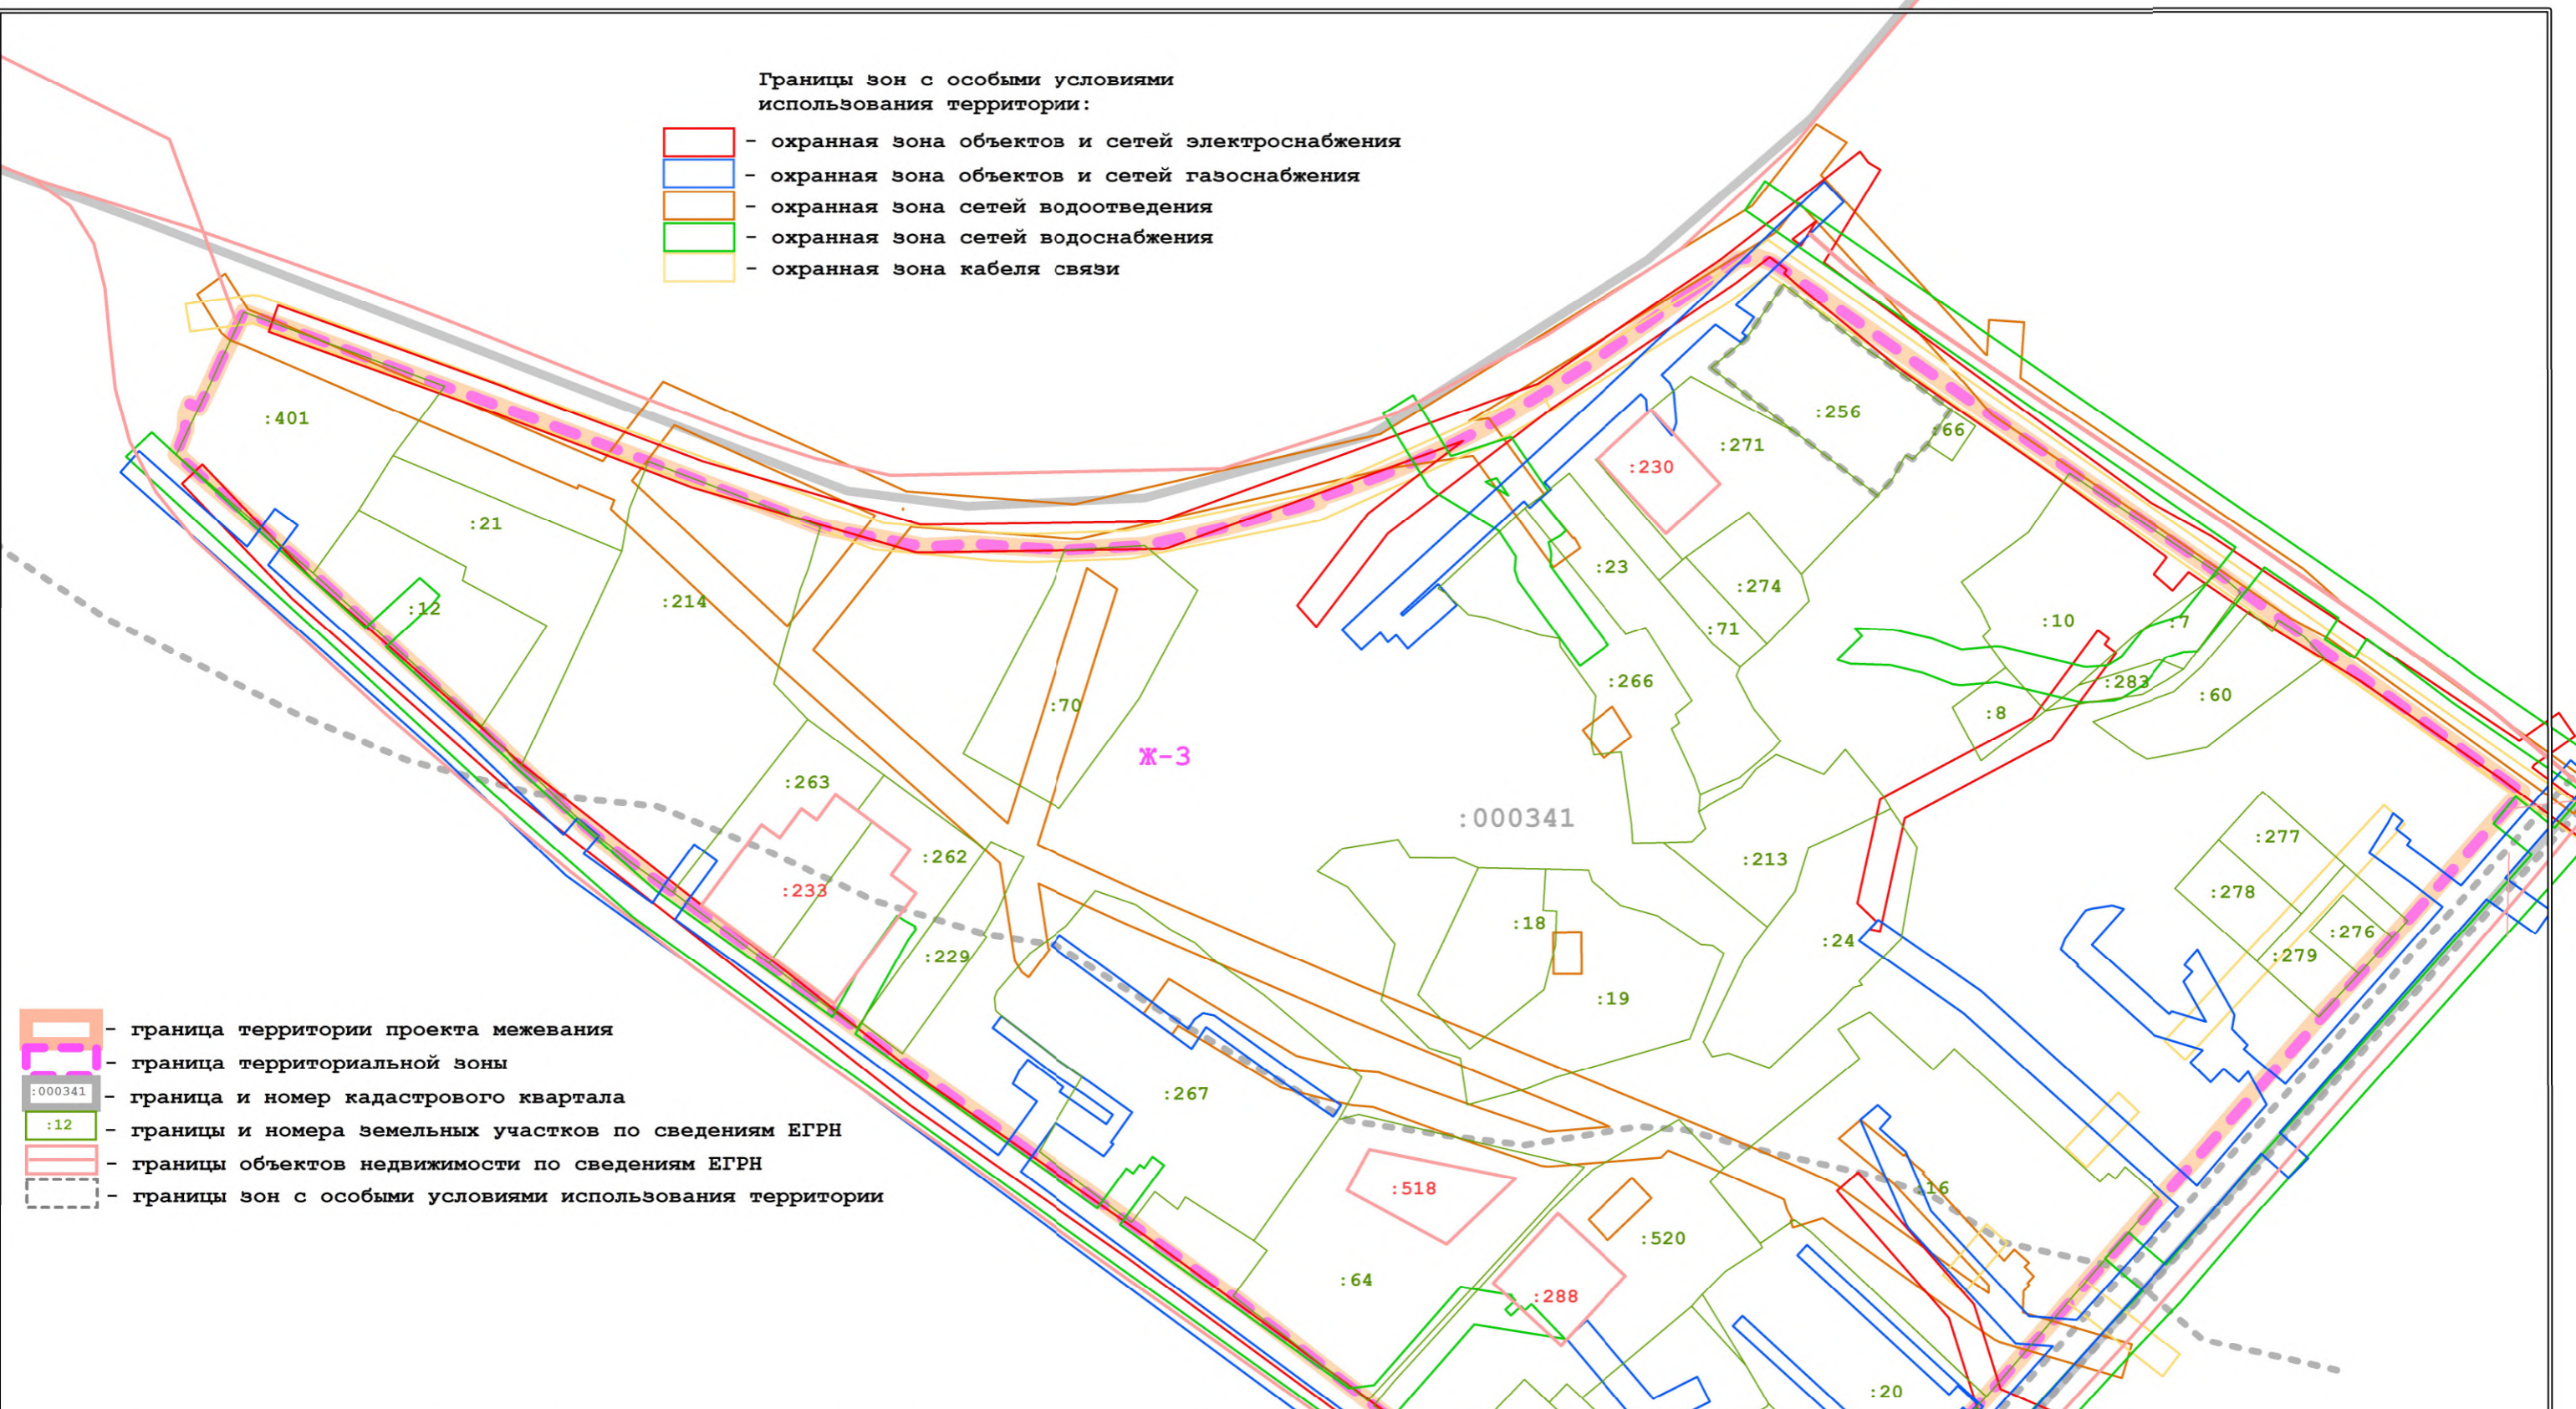 Границы зон с особыми условиями
использования территории:
- охранная зона объектов и сетей электроснабжения
- охранная зона объектов и сетей газоснабжения
- охранная зона сетей водоотведения
- охранная зона сетей водоснабжения
- охранная зона кабеля связи
:401
:256
:66
:271
:230
:21
:23
:274
:12
:214
:10
:7
:71
:266
:283
:60
:70
:8
Ж-3
:263
:000341
:277
:262
:213
:233
:278
:18
:276
:24
:229
:279
:19
- граница территории проекта межевания
- граница территориальной зоны
:000341 - граница и номер кадастрового квартала
:12 - границы и номера земельных участков по сведениям ЕГРН
- границы объектов недвижимости по сведениям ЕГРН
- границы зон с особыми условиями использования территории
:267
:518
:16
:520
:64
:288
:20